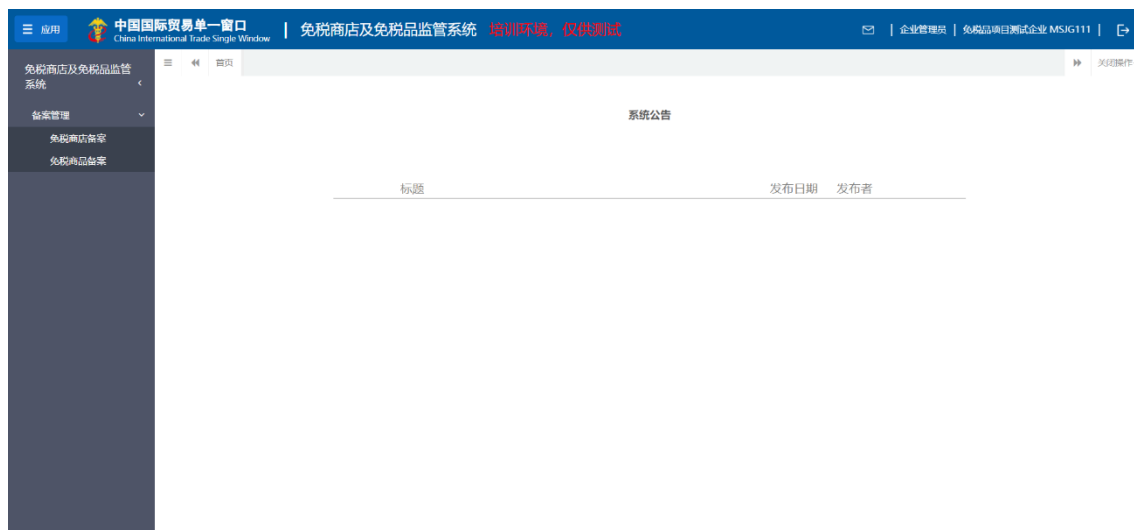 应用
中国国际贸易单一窗口
China International Trade Single Window
免税商店及免税品监管系统 培训环境，仅供测试
企业管理员 | 免税品项目测试企业 MSJG111 |
免税商店及免税品监管
系统
首页
关闭操作
备案管理
免税商店备案
免税商品备案
系统公告
标题 发布日期 发布者